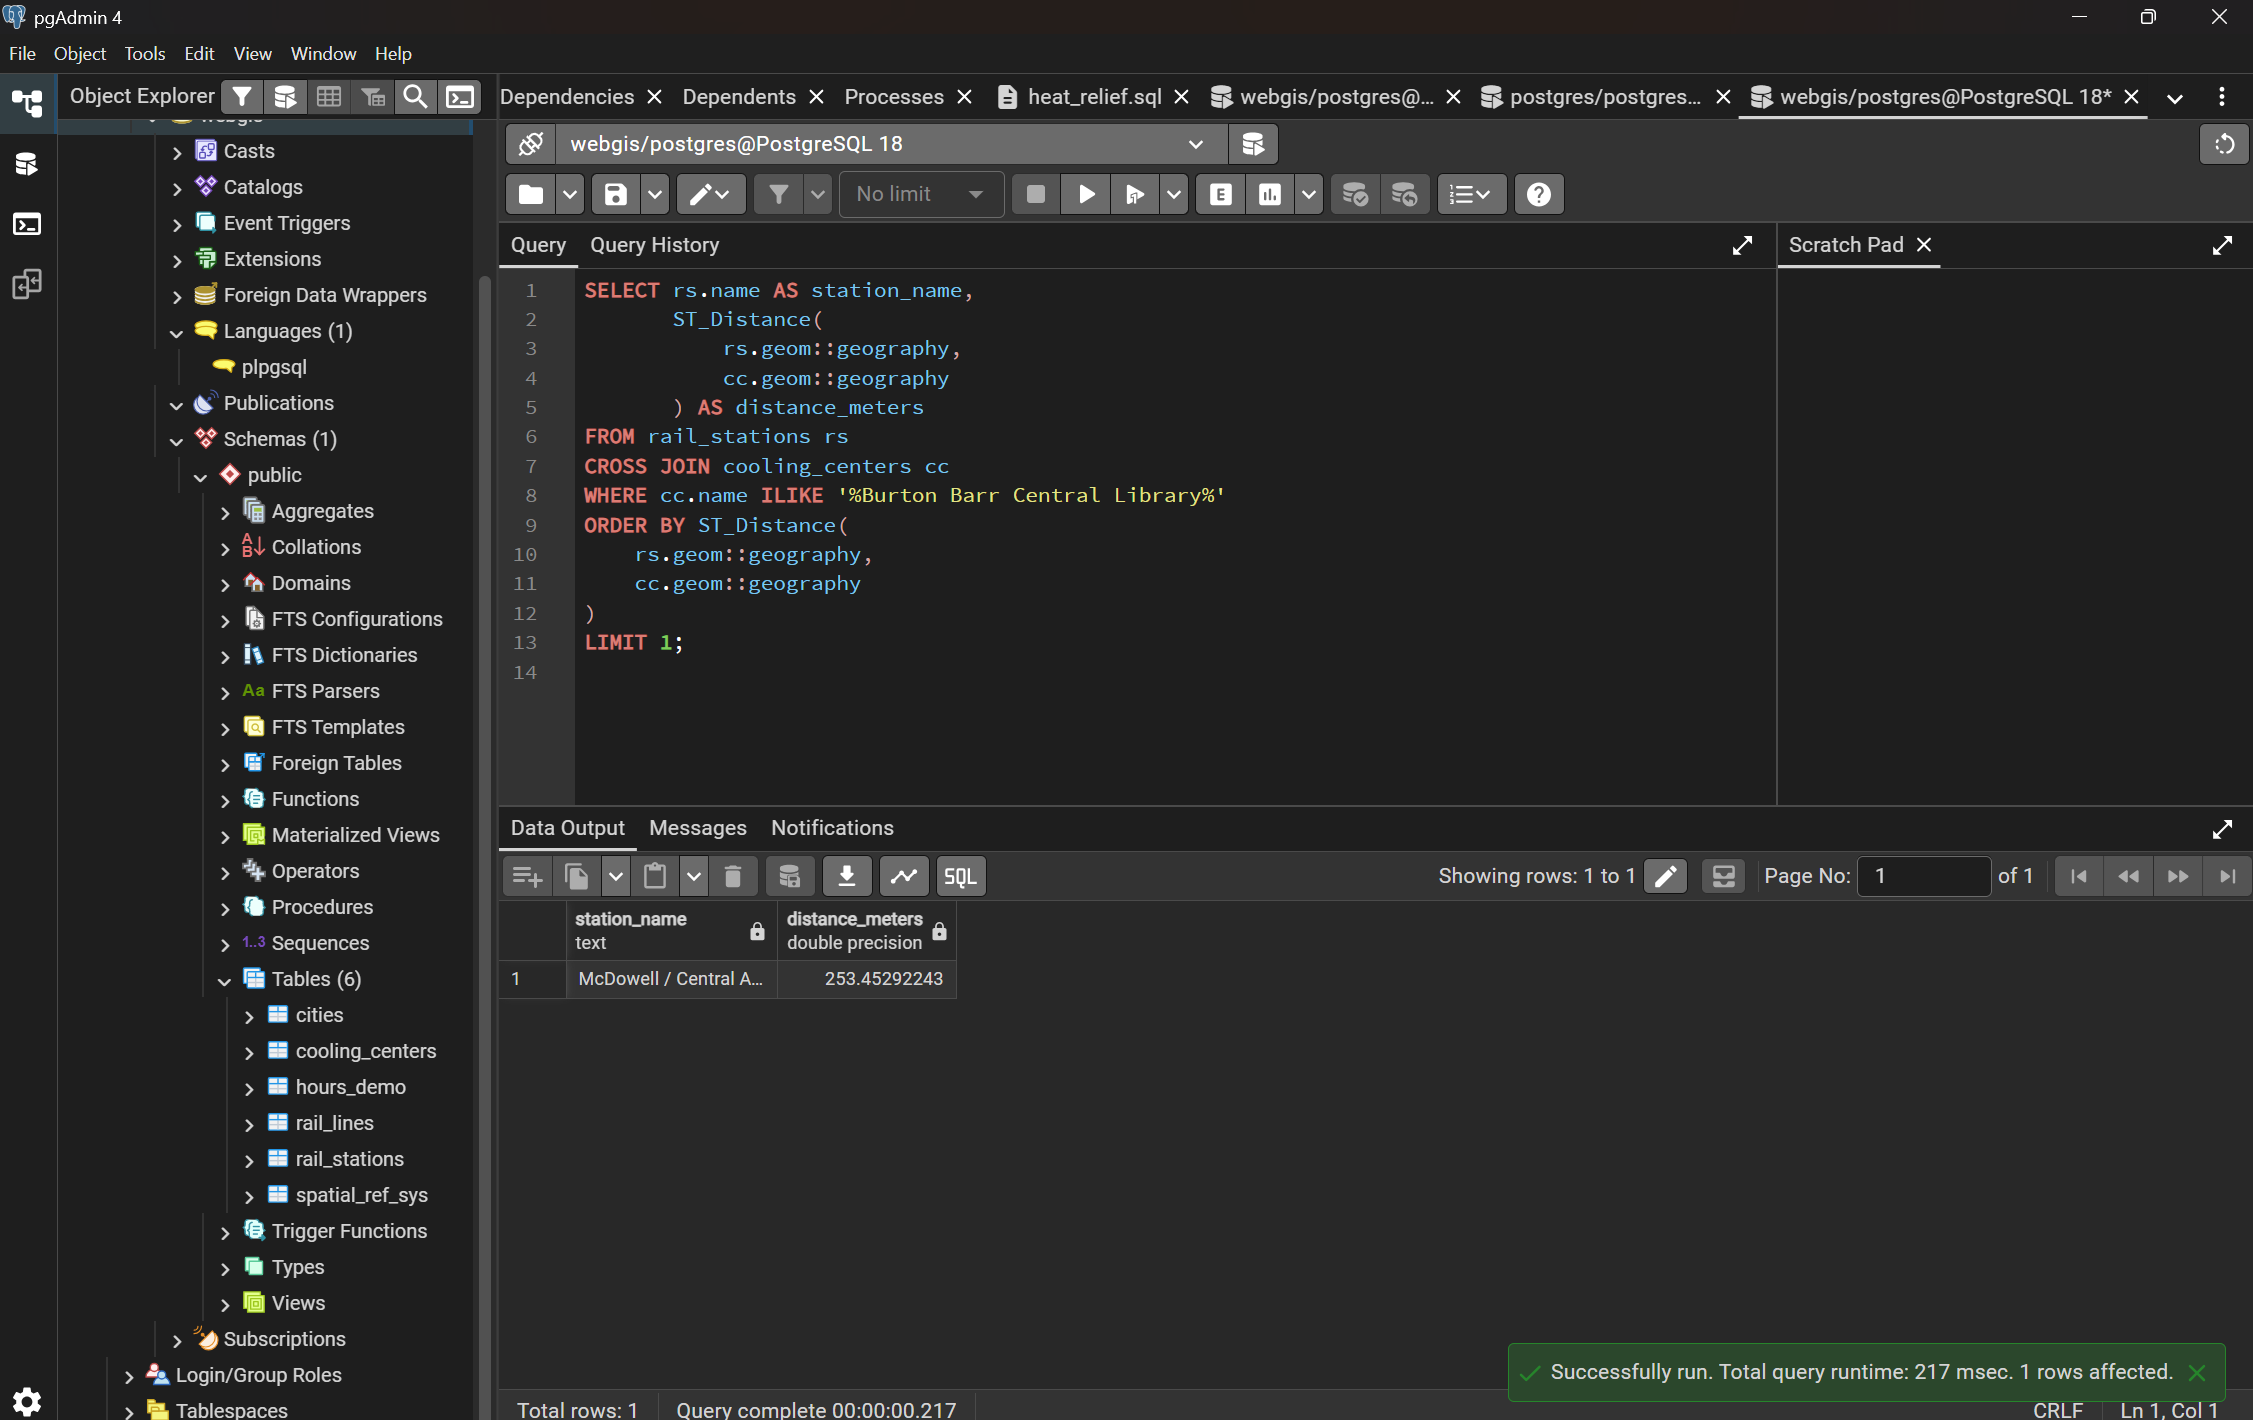 pgAdmin 4
File Object Tools Edit View Window Help
Object Explorer
Dependencies Dependents Processes heat_relief.sql webgis/postgres@... postgres/postgres... webgis/postgres@PostgreSQL 18*
webgis/postgres@PostgreSQL 18
No limit
E
Query Query History
Scratch Pad
webgis
Casts
Catalogs
Event Triggers
Extensions
Foreign Data Wrappers
Languages (1)
plpgsql
Publications
Schemas (1)
public
Aggregates
Collations
Domains
FTS Configurations
FTS Dictionaries
Aa FTS Parsers
FTS Templates
Foreign Tables
Functions
Materialized Views
Operators
Procedures
1..3 Sequences
Tables (6)
cities
cooling_centers
hours_demo
rail_lines
rail_stations
spatial_ref_sys
Trigger Functions
Types
Views
Subscriptions
Login/Group Roles
Tablespaces
1 SELECT rs.name AS station_name,
2 ST_Distance(
3 rs.geom::geography,
4 cc.geom::geography
5 ) AS distance_meters
6 FROM rail_stations rs
7 CROSS JOIN cooling_centers cc
8 WHERE cc.name ILIKE '%Burton Barr Central Library%'
9 ORDER BY ST_Distance(
10 rs.geom::geography,
11 cc.geom::geography
12 )
13 LIMIT 1;
14
Data Output Messages Notifications
SQL
Showing rows: 1 to 1 Page No: 1 of 1
station_name distance_meters
text double precision
1 McDowell / Central A... 253.45292243
Successfully run. Total query runtime: 217 msec. 1 rows affected.
Total rows: 1 Query complete 00:00:00.217 CRLF Ln 1, Col 1